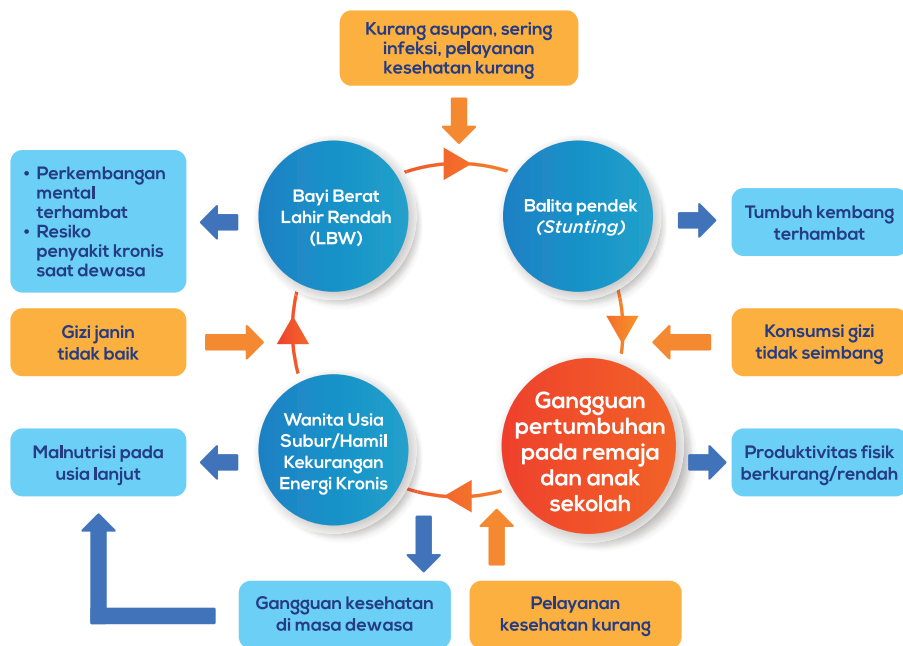 Kurang asupan, sering
infeksi, pelayanan
kesehatan kurang
• Perkembangan
mental
terhambat
• Resiko
penyakit kronis
saat dewasa
Bayi Berat
Lahir Rendah
(LBW)
Balita pendek
(Stunting)
Tumbuh kembang
terhambat
Gizi janin
tidak baik
Konsumsi gizi
tidak seimbang
Malnutrisi pada
usia lanjut
Wanita Usia
Subur/Hamil
Kekurangan
Energi Kronis
Gangguan
pertumbuhan
pada remaja
dan anak
sekolah
Produktivitas fisik
berkurang/rendah
Gangguan kesehatan
di masa dewasa
Pelayanan
kesehatan kurang